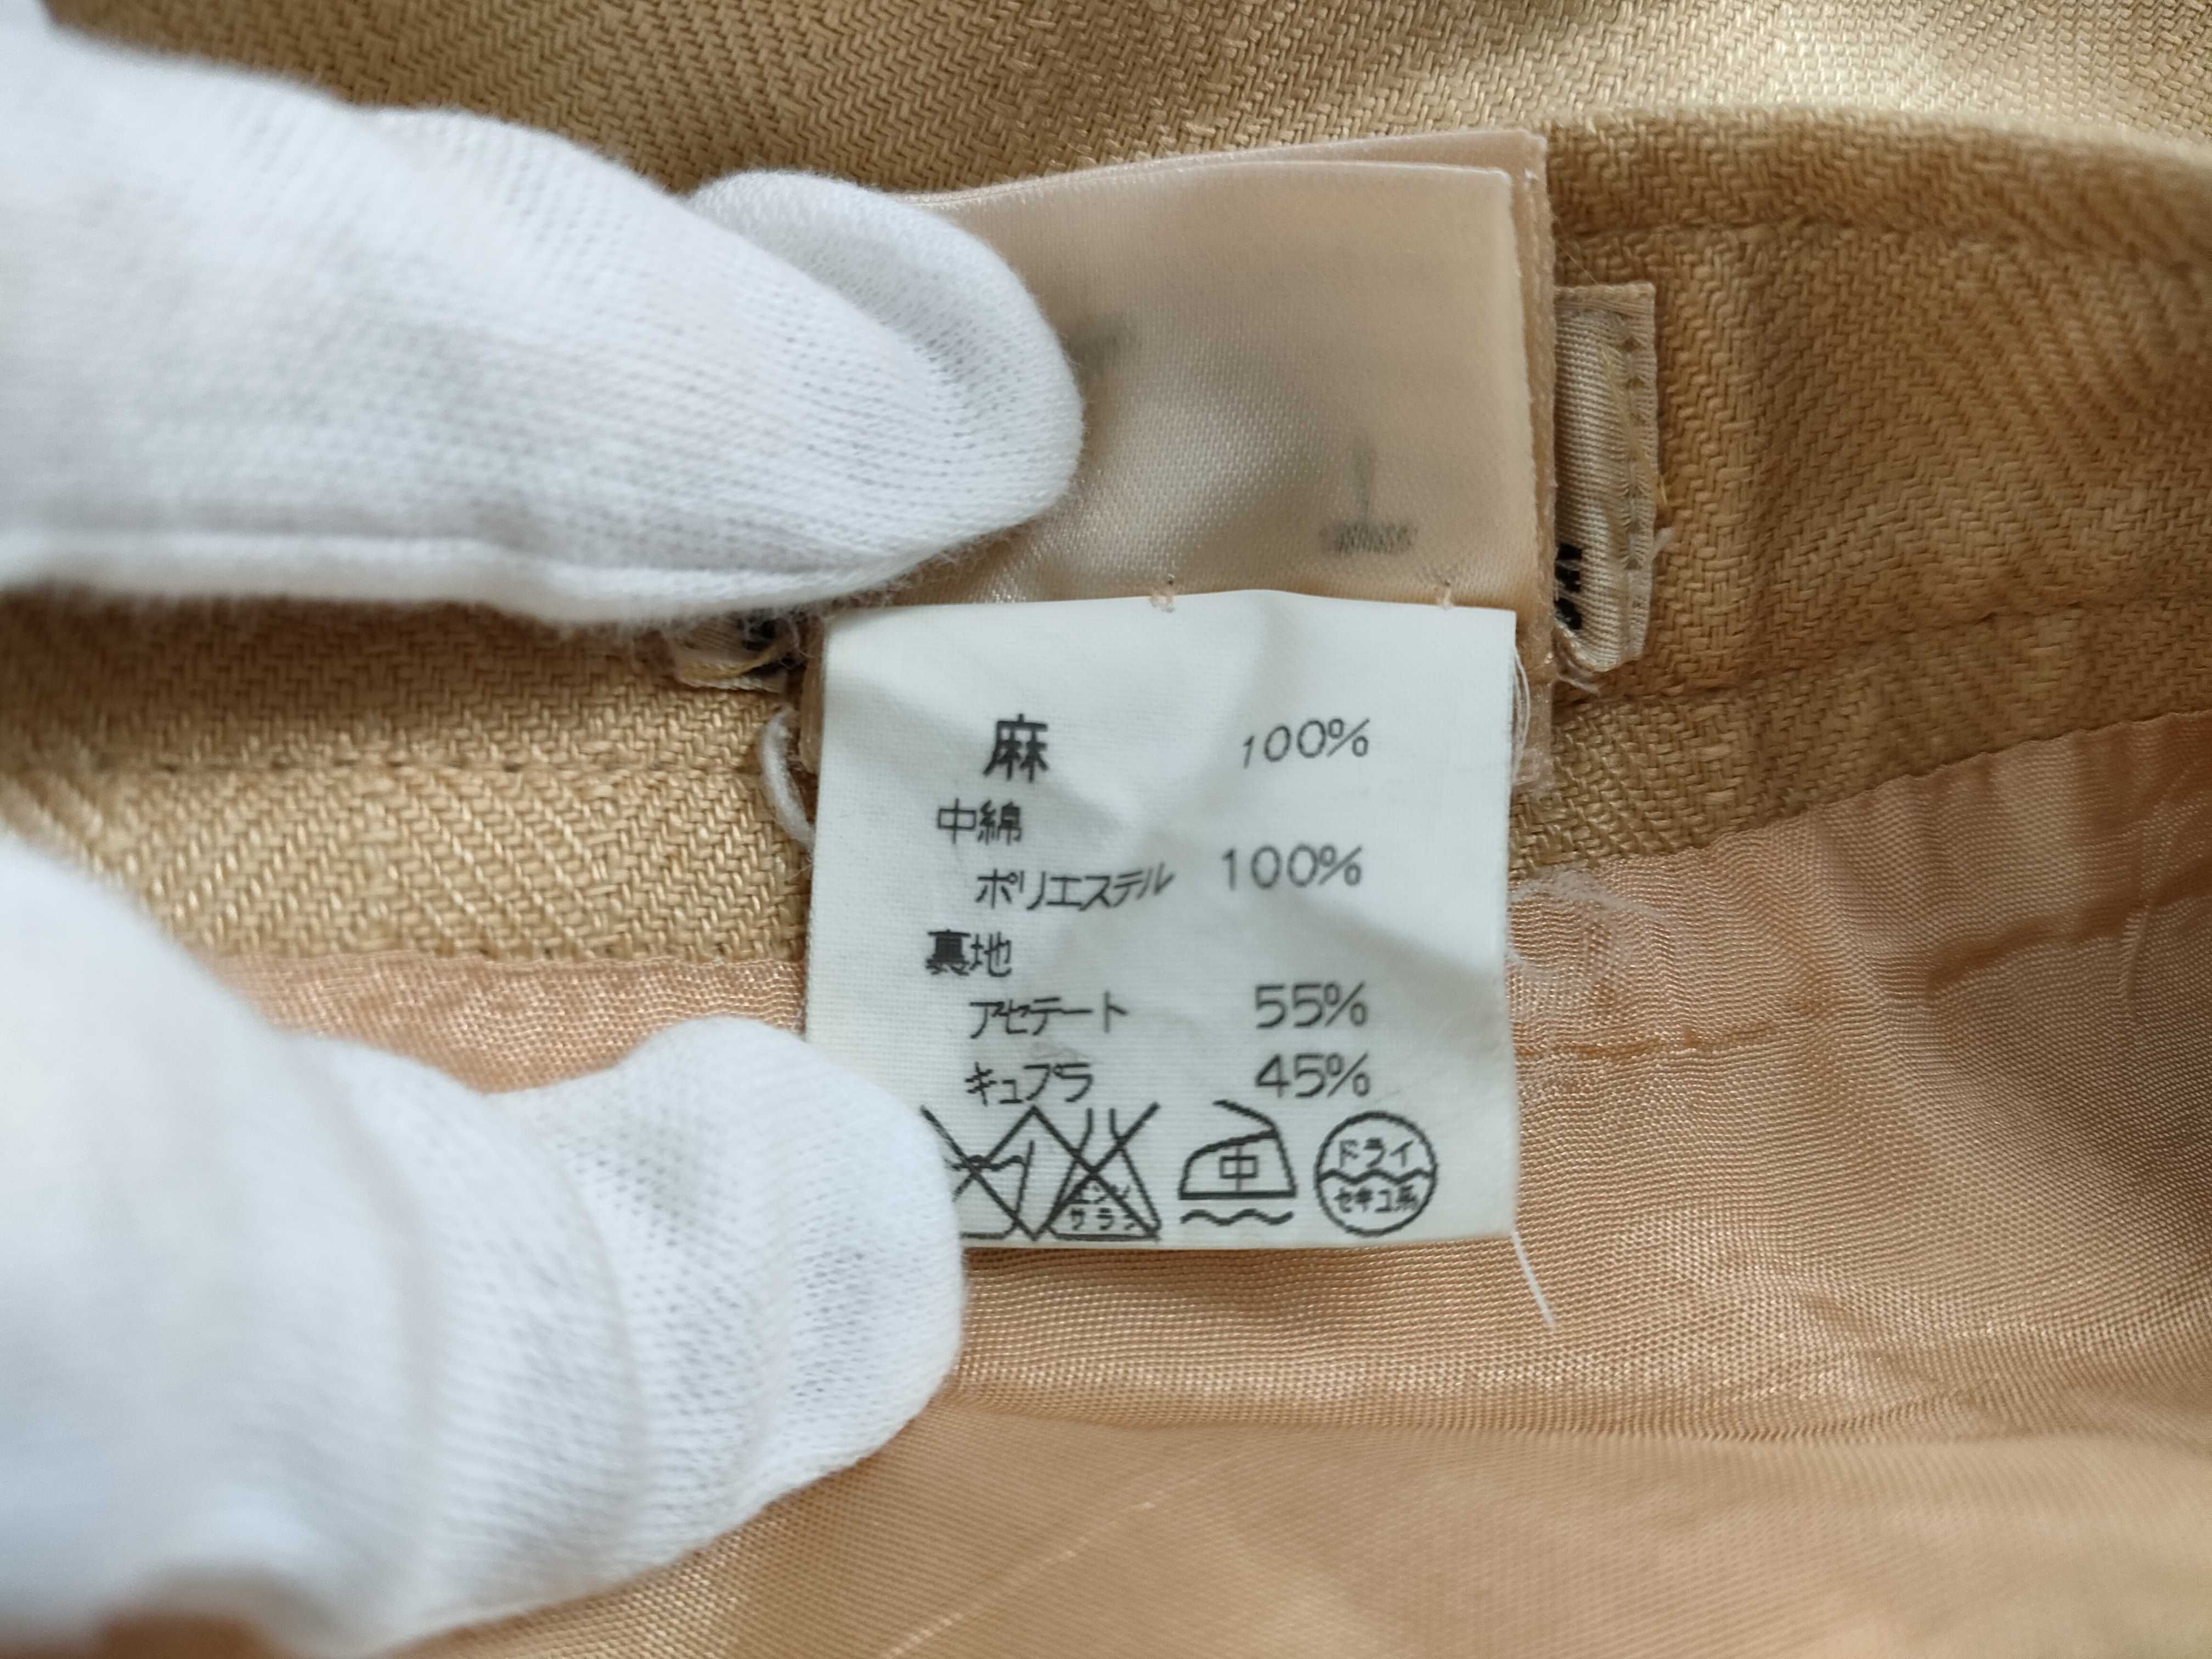 麻 100%
中綿
ポリエステル 100%
裏地
アセテート 55%
キュプラ 45%
中
ドライ
セキユ系